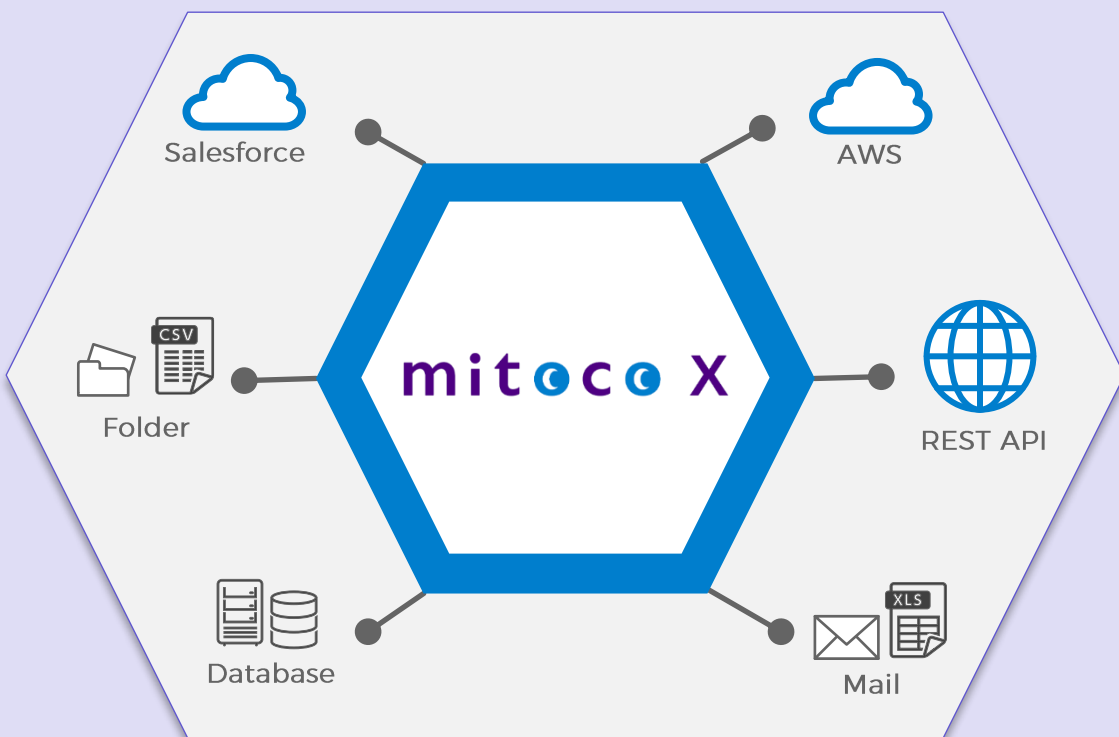 Salesforce
AWS
CSV
Folder
mitoco X
REST API
Database
XLS
Mail